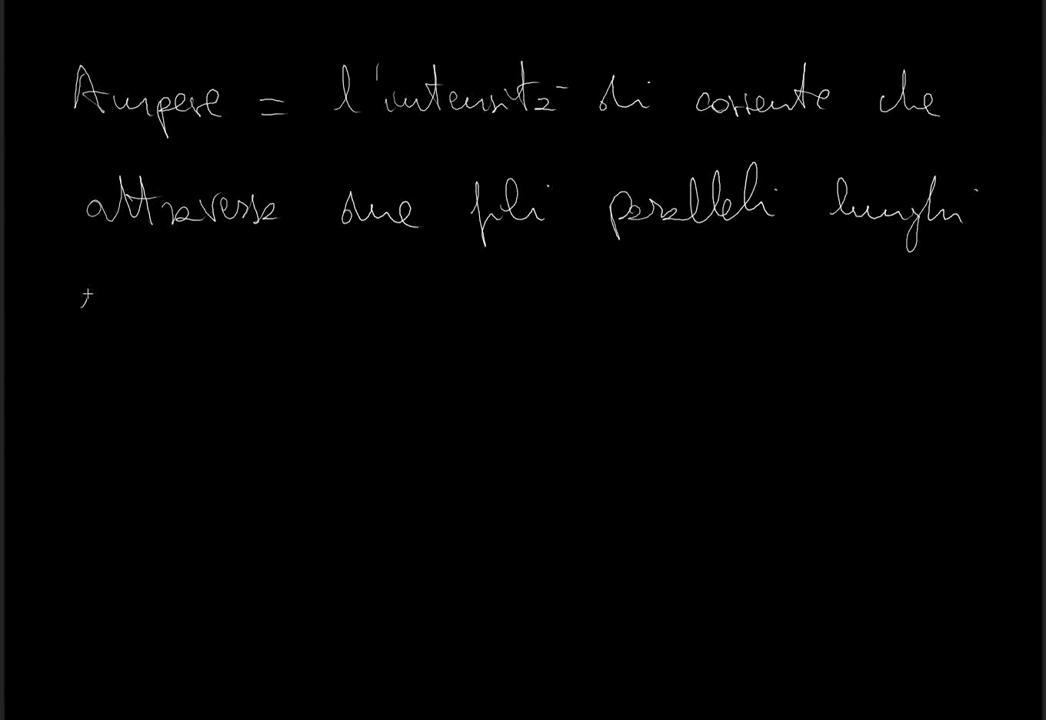 Ampere = l'intensità di corrente che
attraversa due fili paralleli lunghi